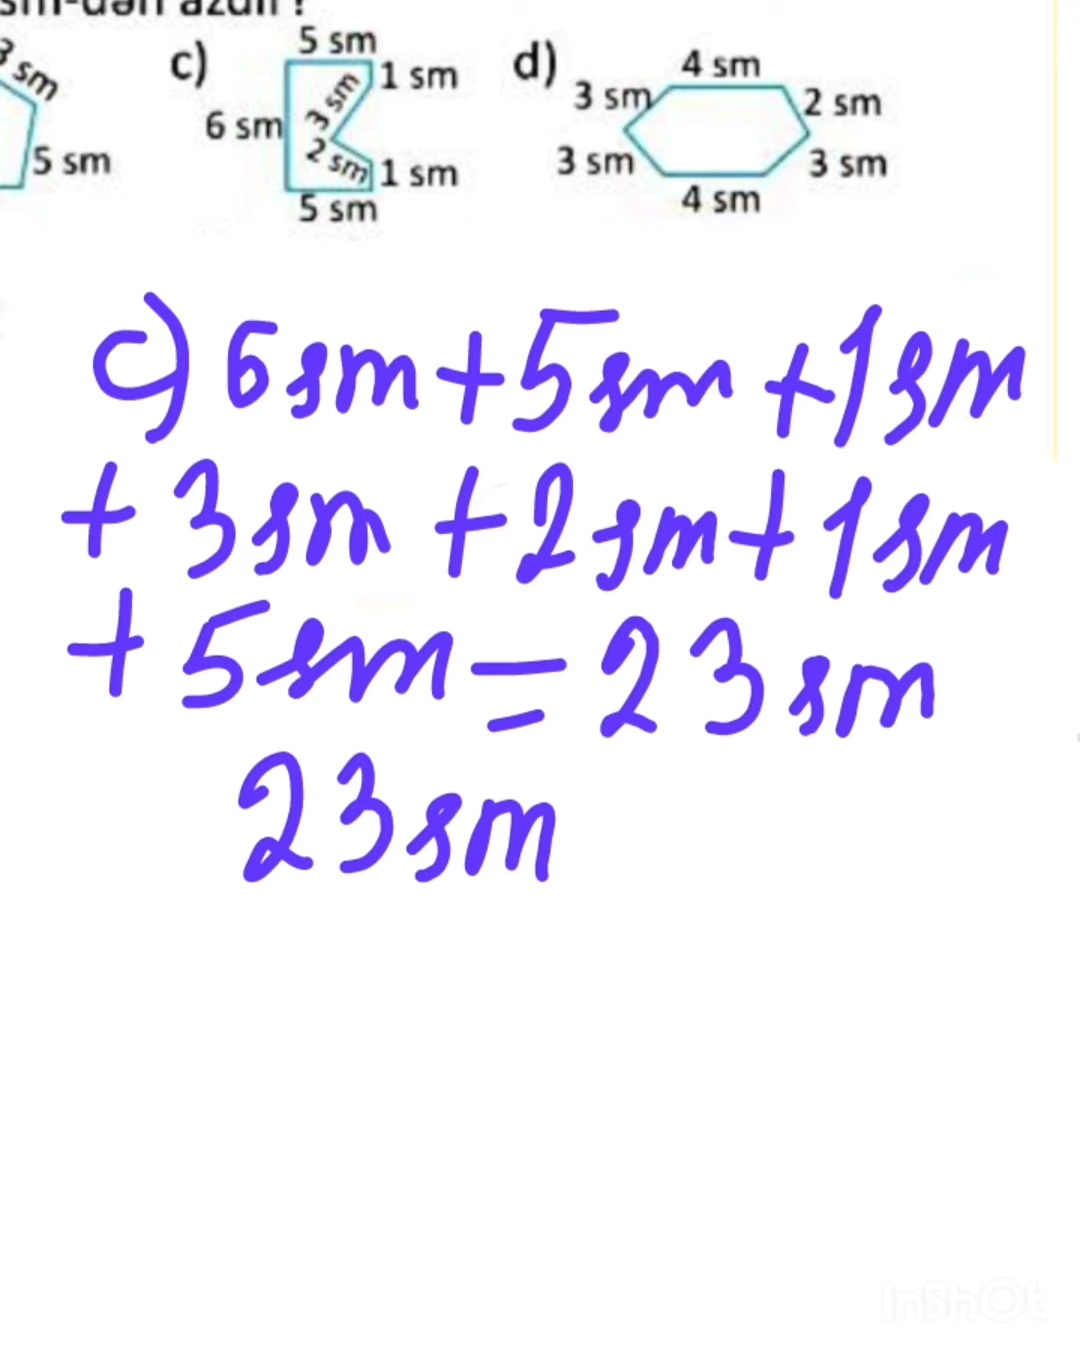 3 sm
5 sm
c)
5 sm
1 sm
6 sm
3 sm
2 sm
1 sm
5 sm
d)
4 sm
3 sm
2 sm
3 sm
3 sm
4 sm
c) 6 sm + 5 sm + 1 sm
+ 3 sm + 2 sm + 1 sm
+ 5 sm = 23 sm
23 sm
InShOt